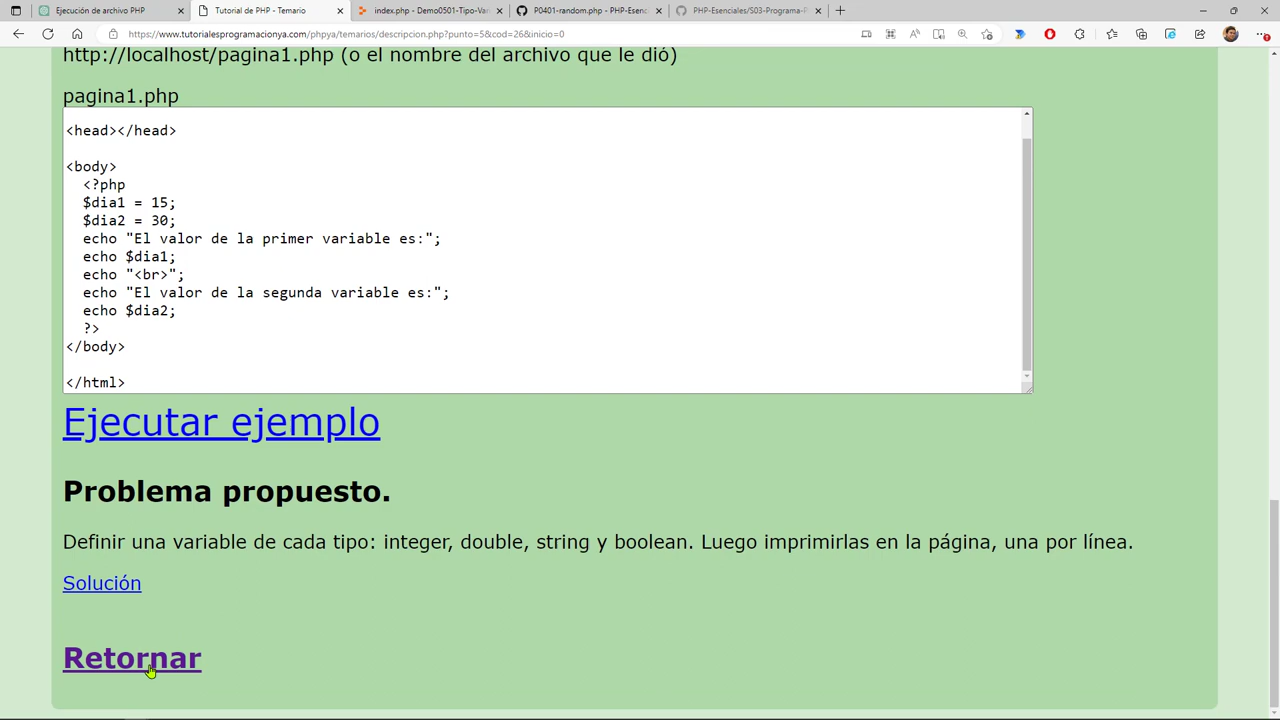 Ejecución de archivo PHP
Tutorial de PHP - Temario
index.php - Demo0501-Tipo-Var
P0401-random.php - PHP-Esenc
PHP-Esenciales/S03-Programa-P
https://www.tutorialesprogramacionya.com/phpya/temarios/descripcion.php?punto=5&cod=26&inicio=0
http://localhost/pagina1.php (o el nombre del archivo que le dió)
pagina1.php
<head></head>
<body>
<?php
$dia1 = 15;
$dia2 = 30;
echo "El valor de la primer variable es:";
echo $dia1;
echo "<br>";
echo "El valor de la segunda variable es:";
echo $dia2;
?>
</body>
</html>
Ejecutar ejemplo
Problema propuesto.
Definir una variable de cada tipo: integer, double, string y boolean. Luego imprimirlas en la página, una por línea.
Solución
Retornar